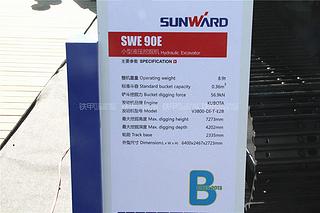 SUNWARD
SWE 90E
小型液压挖掘机 Hydraulic Excavator
主要参数 SPECIFICATION
整机重量 Operating weight 8.9t
标准斗容 Standard bucket capacity 0.36m³
铲斗挖掘力 Bucket digging force 56.9kN
发动机品牌 Engine KUBOTA
发动机型号 V3800-DI-T-E2B
最大挖掘高度 Max. digging height 7273mm
最大挖掘深度 Max. digging depth 4202mm
轮距 Track base 2335mm
外型尺寸 Dimensions(L×W×H) 6400x2467x2723mm
B